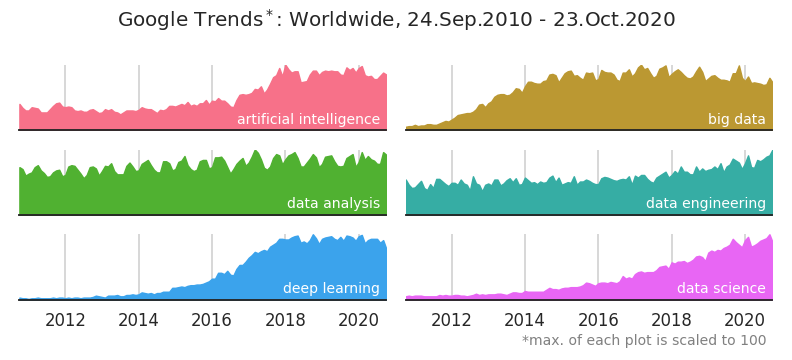 Google Trends*: Worldwide, 24.Sep.2010 - 23.Oct.2020
artificial intelligence
big data
data analysis
data engineering
deep learning
data science
2012 2014 2016 2018 2020 2012 2014 2016 2018 2020
*max. of each plot is scaled to 100